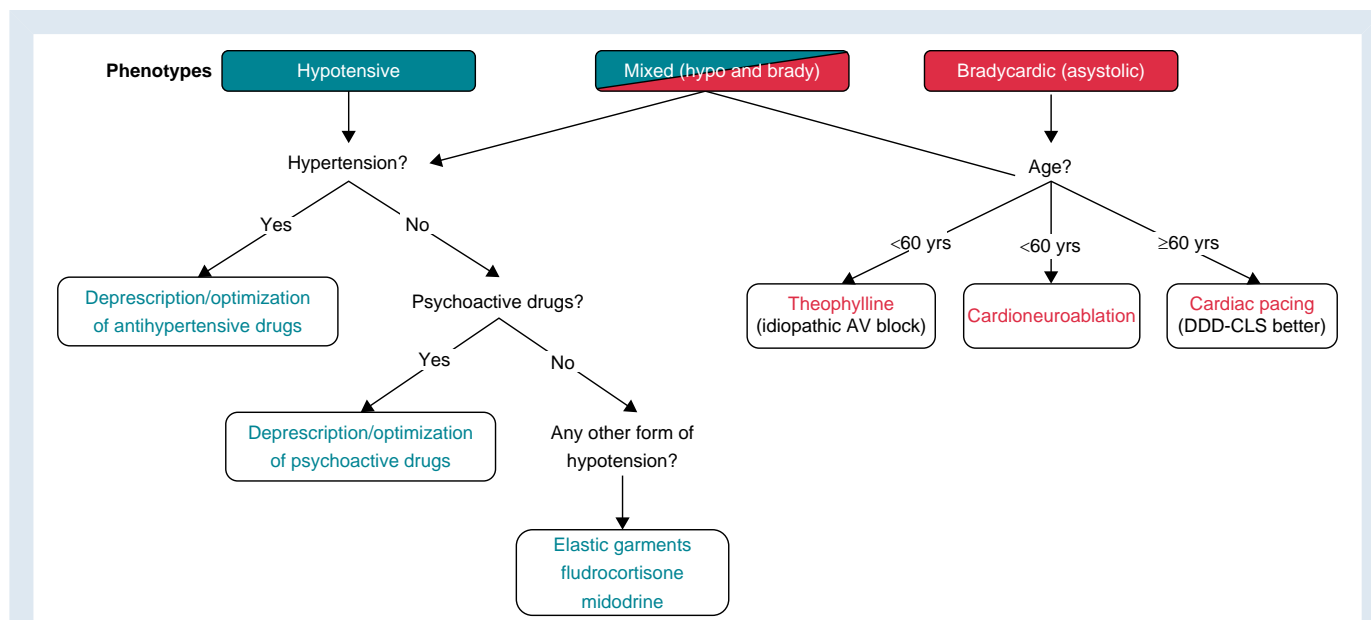 Phenotypes
Hypotensive
Mixed (hypo and brady)
Bradycardic (asystolic)
Hypertension?
Age?
Yes
No
<60 yrs
<60 yrs
≥60 yrs
Deprescription/optimization
of antihypertensive drugs
Psychoactive drugs?
Theophylline
(idiopathic AV block)
Cardioneuroablation
Cardiac pacing
(DDD-CLS better)
Yes
No
Deprescription/optimization
of psychoactive drugs
Any other form of
hypotension?
Elastic garments
fludrocortisone
midodrine